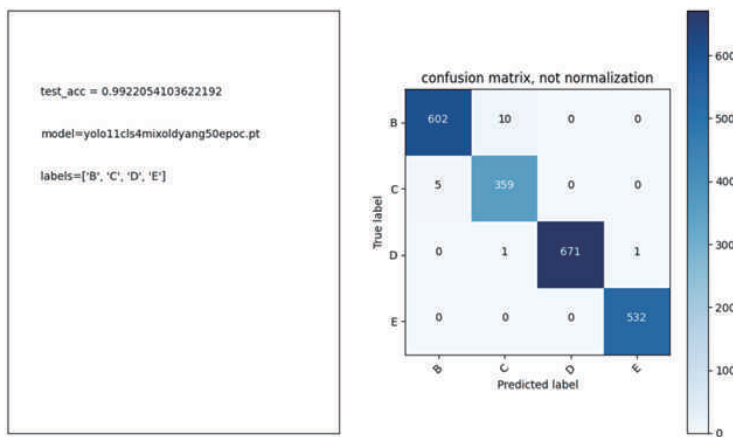 test_acc = 0.9922054103622192
model=yolo11cls4mixoldyang50epoc.pt
labels=['B', 'C', 'D', 'E']
confusion matrix, not normalization
True label
B
602 10 0 0
C
5 359 0 0
D
0 1 671 1
E
0 0 0 532
B C D E
Predicted label
600
500
400
300
200
100
0